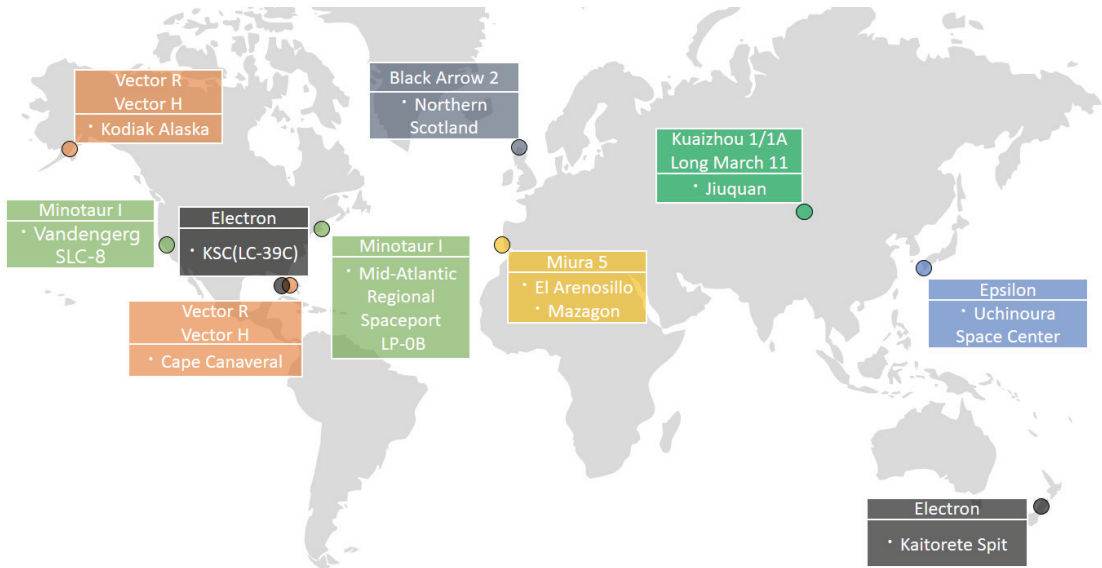 Vector R
Vector H
· Kodiak Alaska
Black Arrow 2
· Northern
Scotland
Kuaizhou 1/1A
Long March 11
· Jiuquan
Minotaur I
· Vandengerg
SLC-8
Electron
· KSC(LC-39C)
Minotaur I
· Mid-Atlantic
Regional
Spaceport
LP-0B
Miura 5
· El Arenosillo
· Mazagon
Epsilon
· Uchinoura
Space Center
Vector R
Vector H
· Cape Canaveral
Electron
· Kaitorete Spit